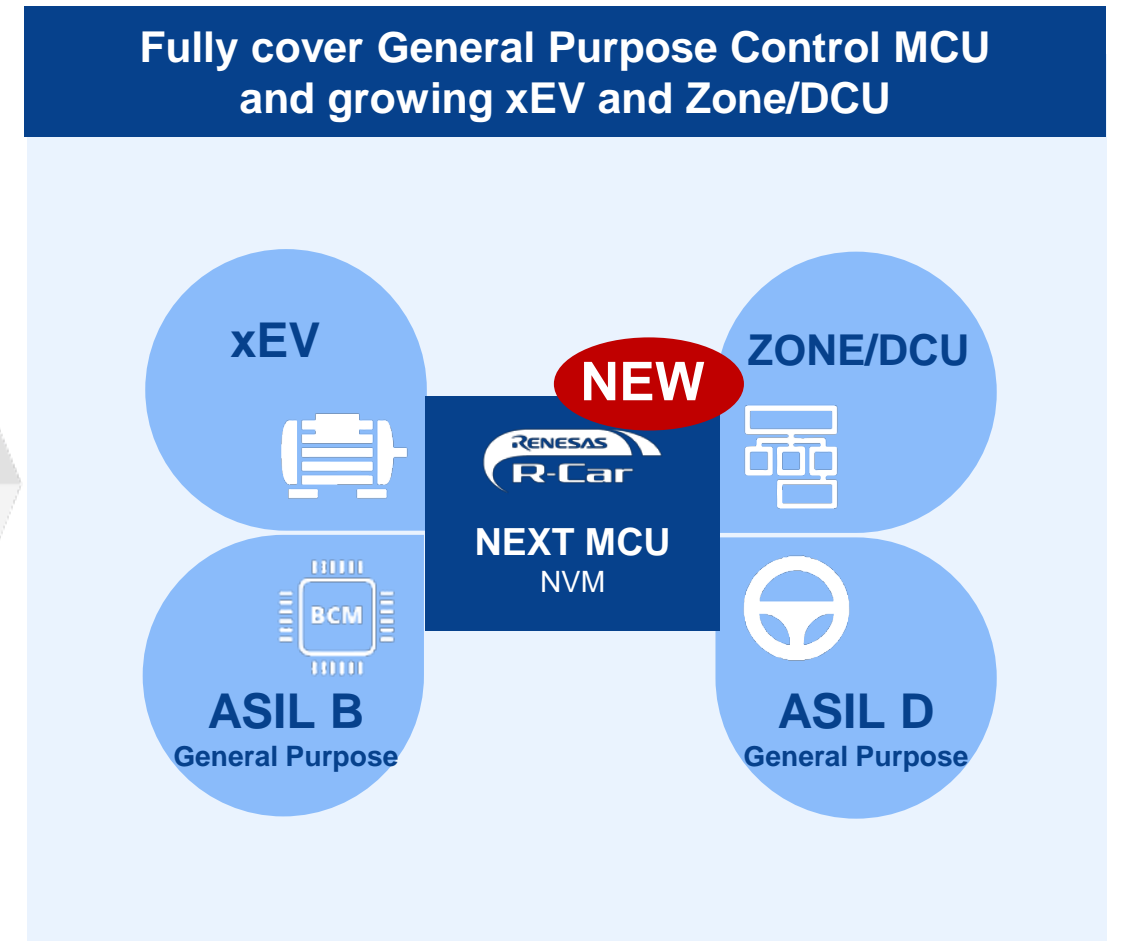 Fully cover General Purpose Control MCU
and growing xEV and Zone/DCU
xEV
ZONE/DCU
NEW
RENESAS
R-Car
NEXT MCU
NVM
BCM
ASIL B
General Purpose
ASIL D
General Purpose